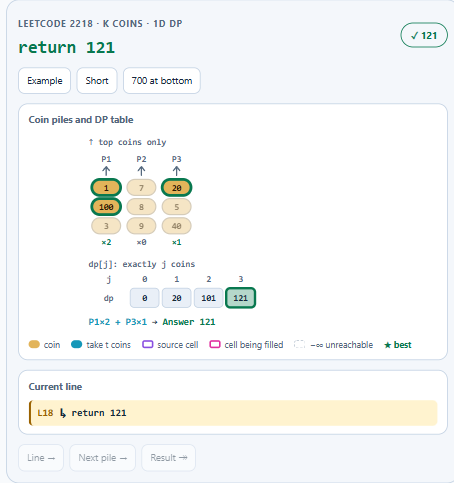 LEETCODE 2218 · K COINS · 1D DP
return 121
✓ 121
Example Short 700 at bottom
Coin piles and DP table
↑ top coins only
P1 P2 P3
↑ ↑ ↑
1 7 20
100 8 5
3 9 40
×2 ×0 ×1
dp[j]: exactly j coins
j 0 1 2 3
dp 0 20 101 121
P1×2 + P3×1 → Answer 121
coin take t coins source cell cell being filled −∞ unreachable ★ best
Current line
L18 ↳ return 121
Line → Next pile → Result ↠